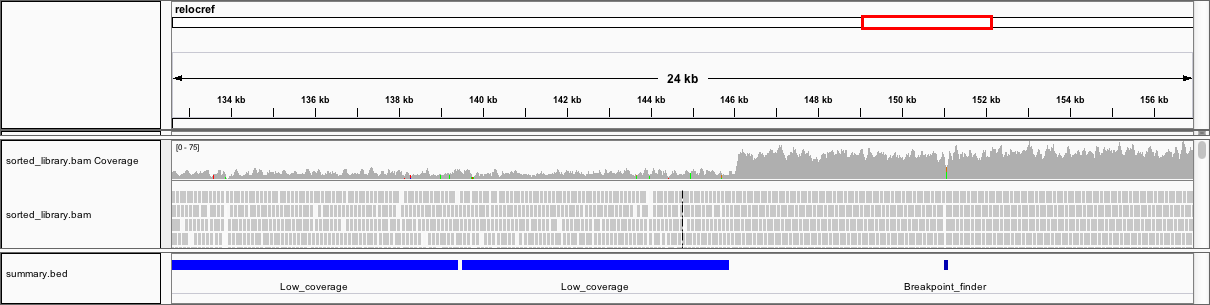 relocref
24 kb
134 kb 136 kb 138 kb 140 kb 142 kb 144 kb 146 kb 148 kb 150 kb 152 kb 154 kb 156 kb
[0 - 75]
sorted_library.bam Coverage
sorted_library.bam
summary.bed
Low_coverage Low_coverage Breakpoint_finder